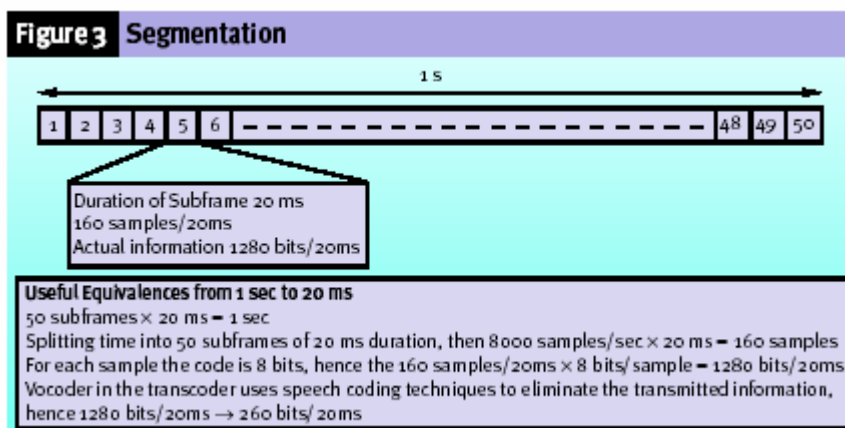 Figure 3 Segmentation
1 s
1 2 3 4 5 6 48 49 50
Duration of Subframe 20 ms
160 samples/20ms
Actual information 1280 bits/20ms
Useful Equivalences from 1 sec to 20 ms
50 subframes × 20 ms = 1 sec
Splitting time into 50 subframes of 20 ms duration, then 8000 samples/sec × 20 ms = 160 samples
For each sample the code is 8 bits, hence the 160 samples/20ms × 8 bits/sample = 1280 bits/20ms
Vocoder in the transcoder uses speech coding techniques to eliminate the transmitted information,
hence 1280 bits/20ms → 260 bits/20ms